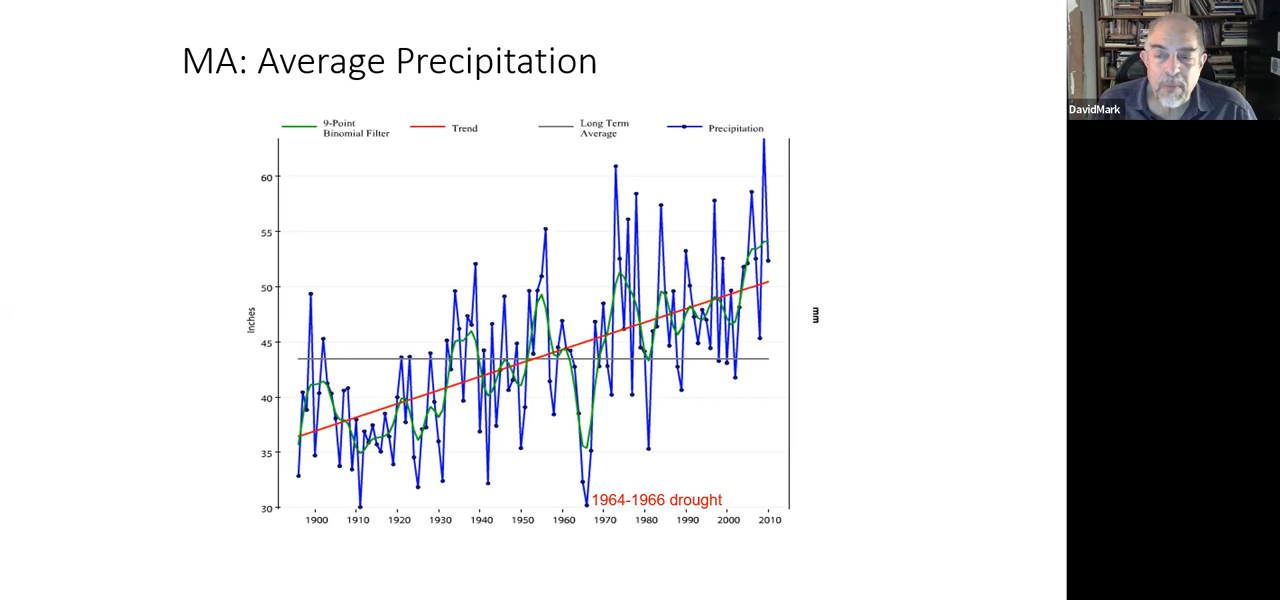 MA: Average Precipitation
DavidMark
9-Point
Binomial Filter
Trend
Long Term
Average
Precipitation
60
55
50
45
40
35
30
Inches
mm
1964-1966 drought
1900 1910 1920 1930 1940 1950 1960 1970 1980 1990 2000 2010